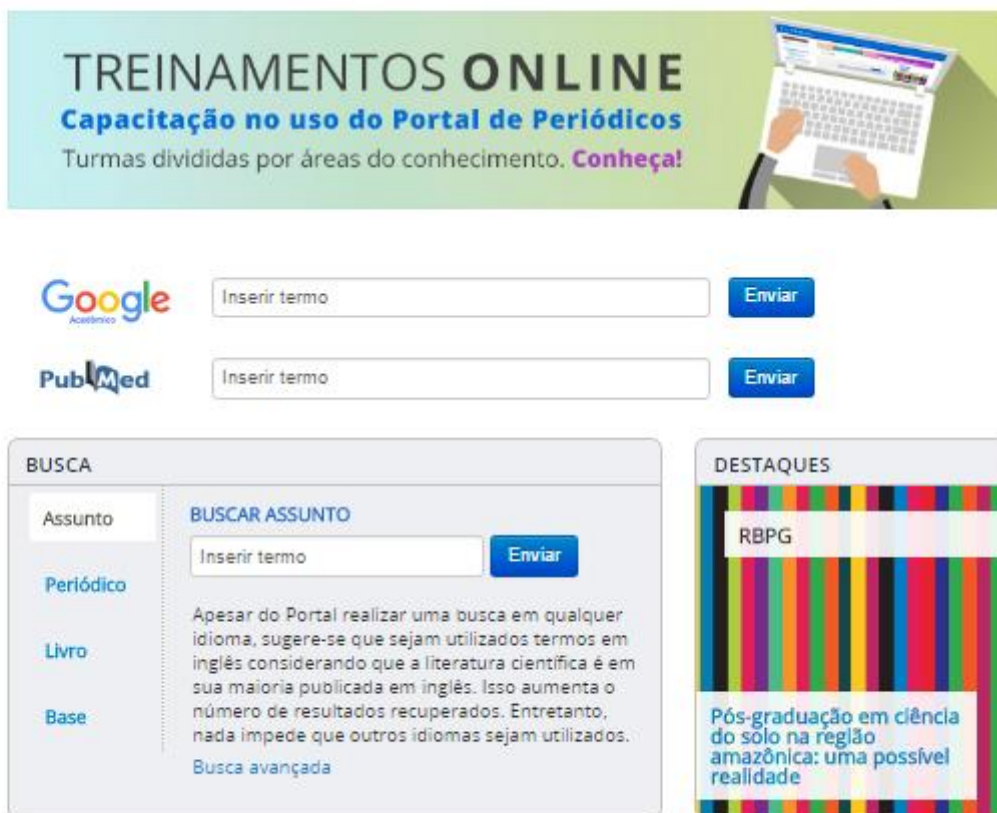 TREINAMENTOS ONLINE
Capacitação no uso do Portal de Periódicos
Turmas divididas por áreas do conhecimento. Conheça!
Google
Acadêmico
Inserir termo
Enviar
PubMed
Inserir termo
Enviar
BUSCA
Assunto
Periódico
Livro
Base
BUSCAR ASSUNTO
Inserir termo
Enviar
Apesar do Portal realizar uma busca em qualquer
idioma, sugere-se que sejam utilizados termos em
inglês considerando que a literatura científica é em
sua maioria publicada em inglês. Isso aumenta o
número de resultados recuperados. Entretanto,
nada impede que outros idiomas sejam utilizados.
Busca avançada
DESTAQUES
RBPG
Pós-graduação em ciência
do solo na região
amazônica: uma possível
realidade